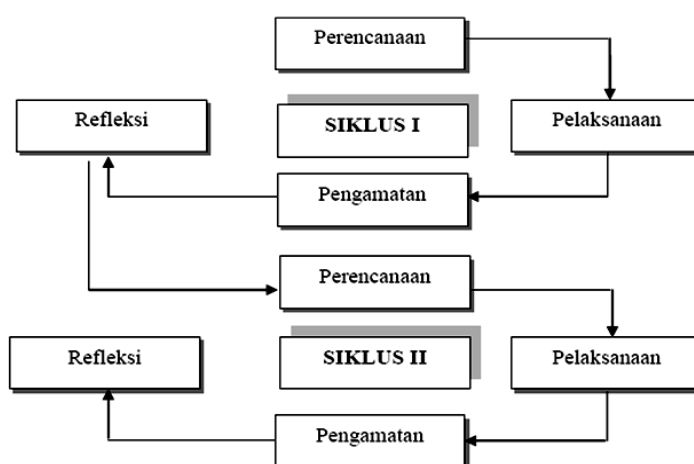 Perencanaan
Refleksi
SIKLUS I
Pelaksanaan
Pengamatan
Perencanaan
Refleksi
SIKLUS II
Pelaksanaan
Pengamatan